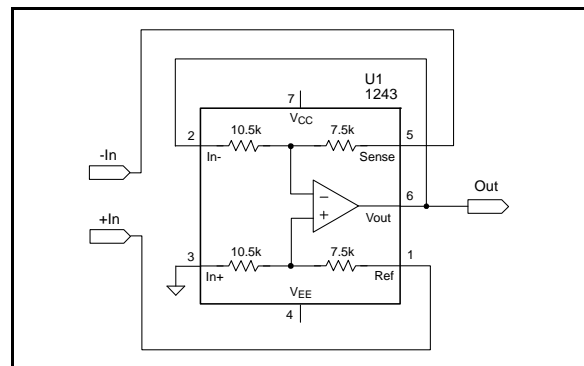 U1
1243
7
VCC
10.5k
7.5k
2
5
In-
Sense
-In
Out
6
Vout
+In
10.5k
7.5k
3
1
In+
Ref
VEE
4